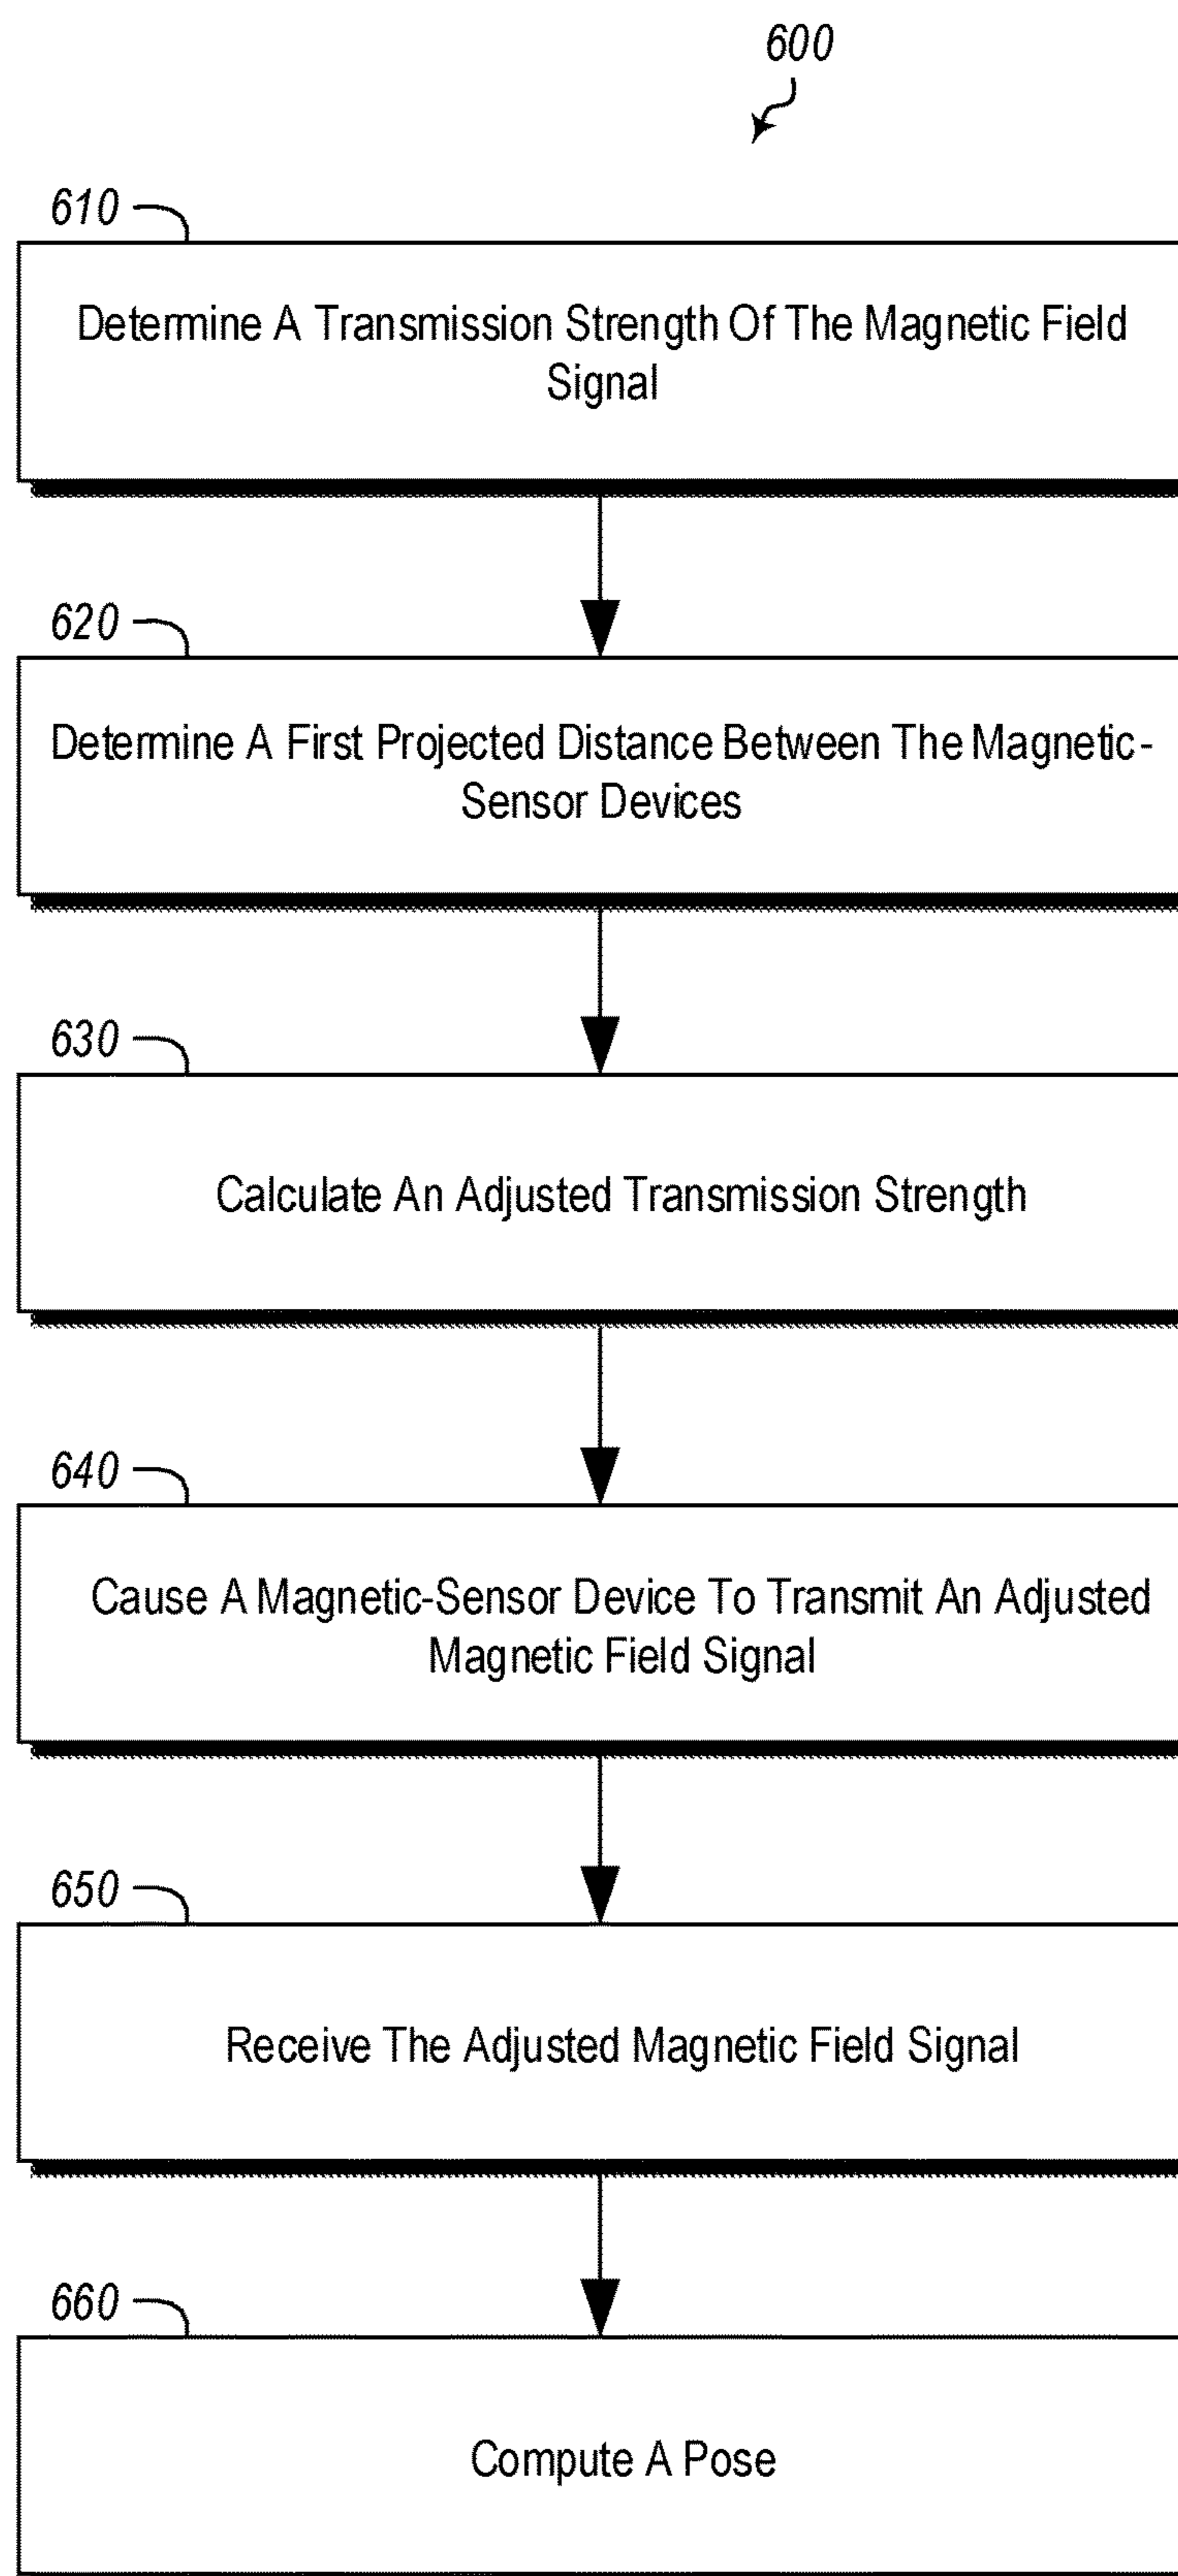 600
610
Determine A Transmission Strength Of The Magnetic Field
Signal
620
Determine A First Projected Distance Between The Magnetic-
Sensor Devices
630
Calculate An Adjusted Transmission Strength
640
Cause A Magnetic-Sensor Device To Transmit An Adjusted
Magnetic Field Signal
650
Receive The Adjusted Magnetic Field Signal
660
Compute A Pose